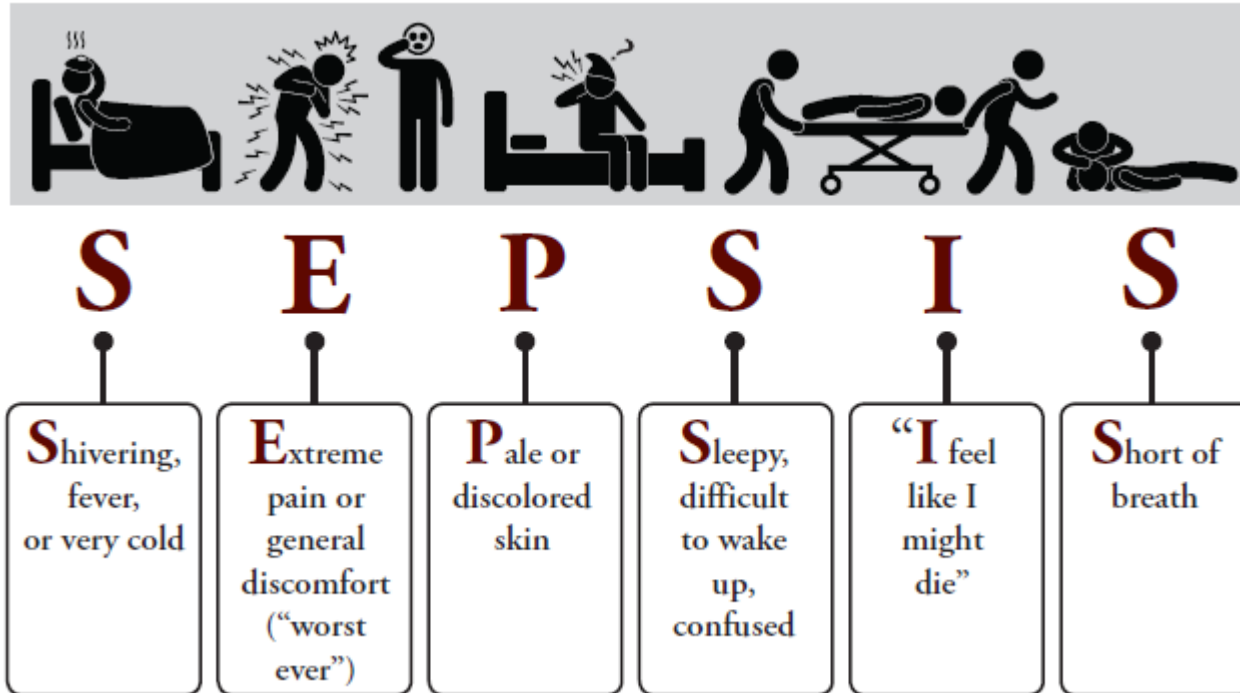 ?
S E P S I S
Shivering,
fever,
or very cold
Extreme
pain or
general
discomfort
(“worst
ever”)
Pale or
discolored
skin
Sleepy,
difficult
to wake
up,
confused
“I feel
like I
might
die”
Short of
breath